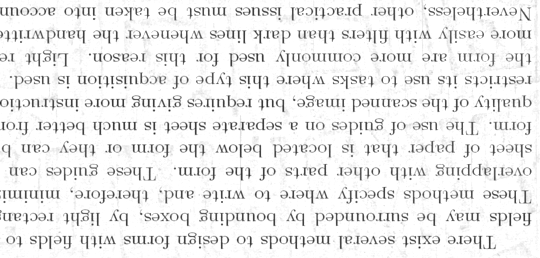 There exist several methods to design forms with fields to
fields may be surrounded by bounding boxes, by light rectan
These methods specify where to write and, therefore, minimi
overlapping with other parts of the form. These guides can
sheet of paper that is located below the form or they can b
form. The use of guides on a separate sheet is much better from
quality of the scanned image, but requires giving more instructio
restricts its use to tasks where this type of acquisition is used.
the form are more commonly used for this reason. Light re
more easily with filters than dark lines whenever the handwritt
Nevertheless, other practical issues must be taken into accoun